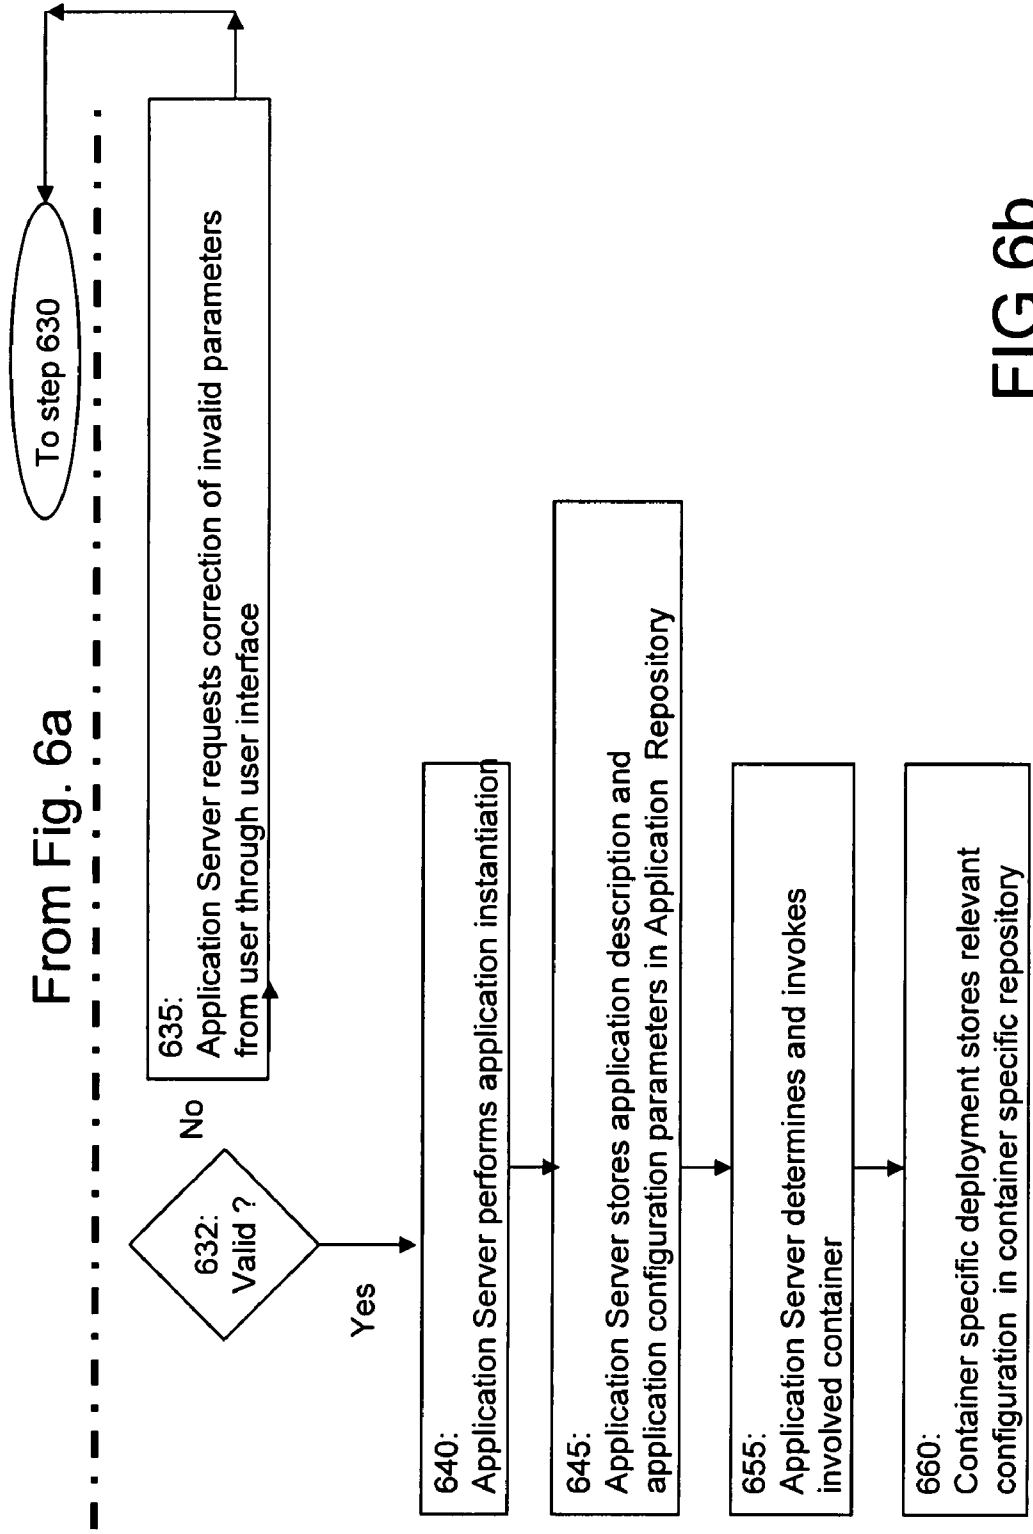 From Fig. 6a
To step 630
632:
Valid ?
No
635:
Application Server requests correction of invalid parameters
from user through user interface
Yes
640:
Application Server performs application instantiation
645:
Application Server stores application description and
application configuration parameters in Application Repository
655:
Application Server determines and invokes
involved container
660:
Container specific deployment stores relevant
configuration in container specific repository
FIG 6b